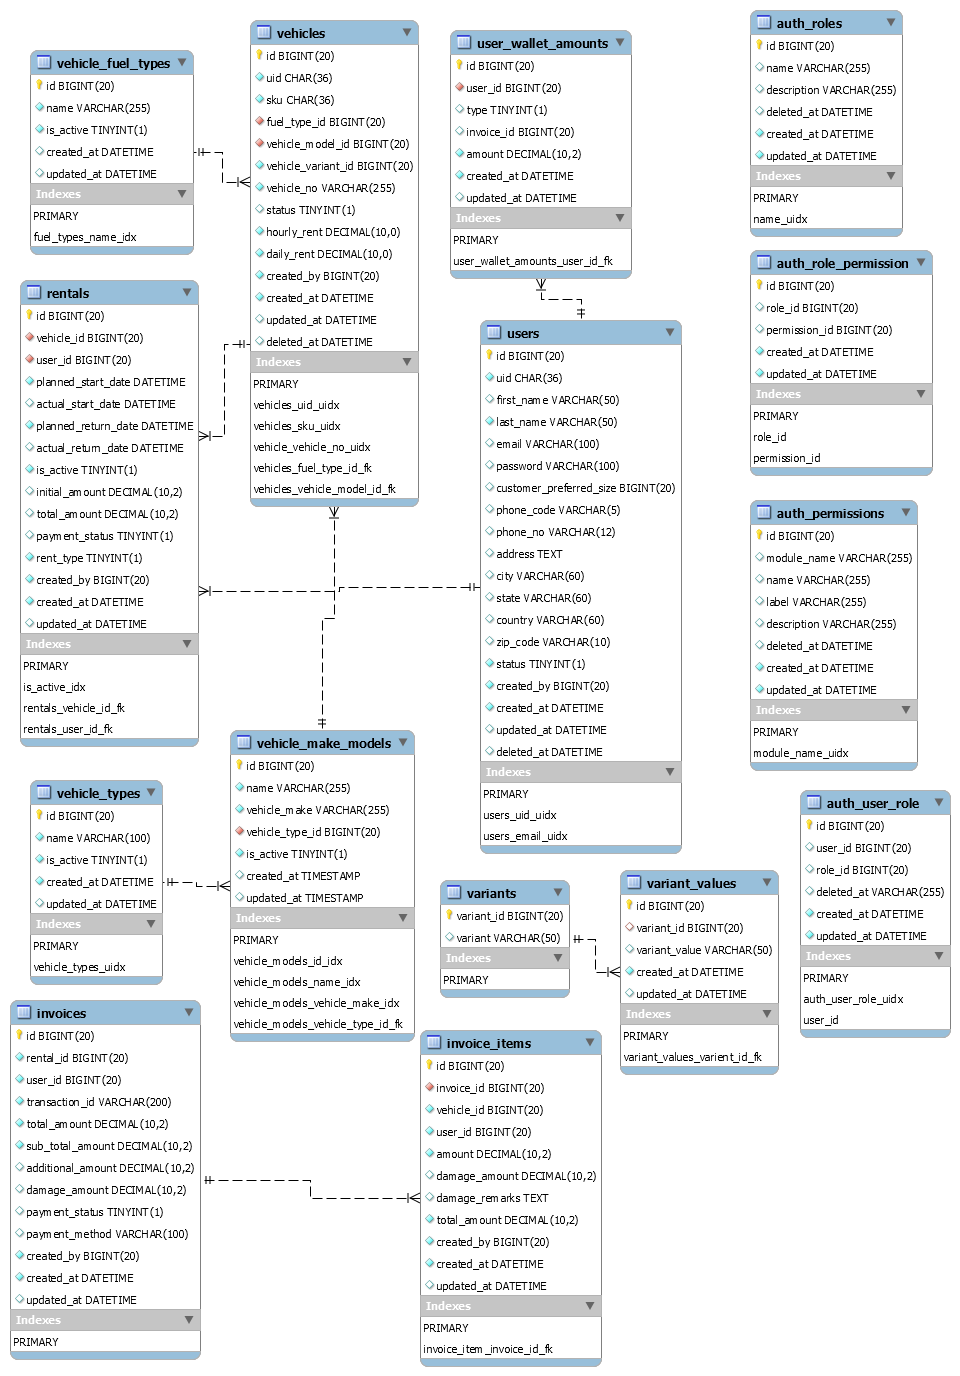 vehicle_fuel_types
id BIGINT(20)
name VARCHAR(255)
is_active TINYINT(1)
created_at DATETIME
updated_at DATETIME
Indexes
PRIMARY
fuel_types_name_idx
vehicles
id BIGINT(20)
uid CHAR(36)
sku CHAR(36)
fuel_type_id BIGINT(20)
vehicle_model_id BIGINT(20)
vehicle_variant_id BIGINT(20)
vehicle_no VARCHAR(255)
status TINYINT(1)
hourly_rent DECIMAL(10,0)
daily_rent DECIMAL(10,0)
created_by BIGINT(20)
created_at DATETIME
updated_at DATETIME
deleted_at DATETIME
Indexes
PRIMARY
vehicles_uid_uidx
vehicles_sku_uidx
vehicle_vehicle_no_uidx
vehicles_fuel_type_id_fk
vehicles_vehicle_model_id_fk
user_wallet_amounts
id BIGINT(20)
user_id BIGINT(20)
type TINYINT(1)
invoice_id BIGINT(20)
amount DECIMAL(10,2)
created_at DATETIME
updated_at DATETIME
Indexes
PRIMARY
user_wallet_amounts_user_id_fk
auth_roles
id BIGINT(20)
name VARCHAR(255)
description VARCHAR(255)
deleted_at DATETIME
created_at DATETIME
updated_at DATETIME
Indexes
PRIMARY
name_uidx
auth_role_permission
id BIGINT(20)
role_id BIGINT(20)
permission_id BIGINT(20)
created_at DATETIME
updated_at DATETIME
Indexes
PRIMARY
role_id
permission_id
rentals
id BIGINT(20)
vehicle_id BIGINT(20)
user_id BIGINT(20)
planned_start_date DATETIME
actual_start_date DATETIME
planned_return_date DATETIME
actual_return_date DATETIME
is_active TINYINT(1)
initial_amount DECIMAL(10,2)
total_amount DECIMAL(10,2)
payment_status TINYINT(1)
rent_type TINYINT(1)
created_by BIGINT(20)
created_at DATETIME
updated_at DATETIME
Indexes
PRIMARY
is_active_idx
rentals_vehicle_id_fk
rentals_user_id_fk
users
id BIGINT(20)
uid CHAR(36)
first_name VARCHAR(50)
last_name VARCHAR(50)
email VARCHAR(100)
password VARCHAR(100)
customer_preferred_size BIGINT(20)
phone_code VARCHAR(5)
phone_no VARCHAR(12)
address TEXT
city VARCHAR(60)
state VARCHAR(60)
country VARCHAR(60)
zip_code VARCHAR(10)
status TINYINT(1)
created_by BIGINT(20)
created_at DATETIME
updated_at DATETIME
deleted_at DATETIME
Indexes
PRIMARY
users_uid_uidx
users_email_uidx
auth_permissions
id BIGINT(20)
module_name VARCHAR(255)
name VARCHAR(255)
label VARCHAR(255)
description VARCHAR(255)
deleted_at DATETIME
created_at DATETIME
updated_at DATETIME
Indexes
PRIMARY
module_name_uidx
vehicle_types
id BIGINT(20)
name VARCHAR(100)
is_active TINYINT(1)
created_at DATETIME
updated_at DATETIME
Indexes
PRIMARY
vehicle_types_uidx
vehicle_make_models
id BIGINT(20)
name VARCHAR(255)
vehicle_make VARCHAR(255)
vehicle_type_id BIGINT(20)
is_active TINYINT(1)
created_at TIMESTAMP
updated_at TIMESTAMP
Indexes
PRIMARY
vehicle_models_id_idx
vehicle_models_name_idx
vehicle_models_vehicle_make_idx
vehicle_models_vehicle_type_id_fk
variants
variant_id BIGINT(20)
variant VARCHAR(50)
Indexes
PRIMARY
variant_values
id BIGINT(20)
variant_id BIGINT(20)
variant_value VARCHAR(50)
created_at DATETIME
updated_at DATETIME
Indexes
PRIMARY
variant_values_varient_id_fk
auth_user_role
id BIGINT(20)
user_id BIGINT(20)
role_id BIGINT(20)
deleted_at VARCHAR(255)
created_at DATETIME
updated_at DATETIME
Indexes
PRIMARY
auth_user_role_uidx
user_id
invoices
id BIGINT(20)
rental_id BIGINT(20)
user_id BIGINT(20)
transaction_id VARCHAR(200)
total_amount DECIMAL(10,2)
sub_total_amount DECIMAL(10,2)
additional_amount DECIMAL(10,2)
damage_amount DECIMAL(10,2)
payment_status TINYINT(1)
payment_method VARCHAR(100)
created_by BIGINT(20)
created_at DATETIME
updated_at DATETIME
Indexes
PRIMARY
invoice_items
id BIGINT(20)
invoice_id BIGINT(20)
vehicle_id BIGINT(20)
user_id BIGINT(20)
amount DECIMAL(10,2)
damage_amount DECIMAL(10,2)
damage_remarks TEXT
total_amount DECIMAL(10,2)
created_by BIGINT(20)
created_at DATETIME
updated_at DATETIME
Indexes
PRIMARY
invoice_item_invoice_id_fk